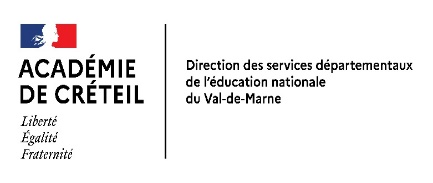 ACADÉMIE
DE CRÉTEIL
Liberté
Égalité
Fraternité
Direction des services départementaux
de l'éducation nationale
du Val-de-Marne